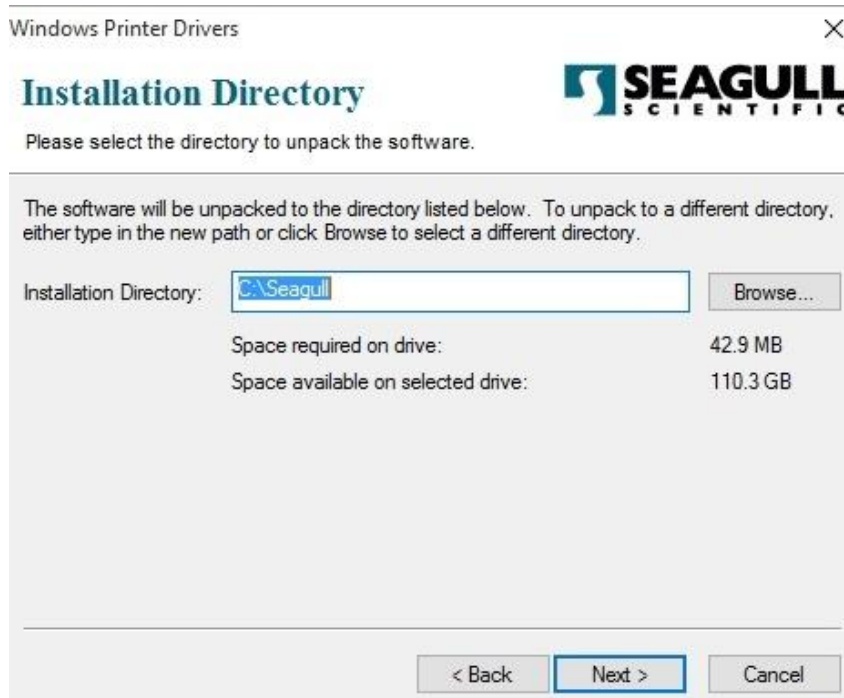 Windows Printer Drivers
Installation Directory
SEAGULL
SCIENTIFIC
Please select the directory to unpack the software.
The software will be unpacked to the directory listed below. To unpack to a different directory,
either type in the new path or click Browse to select a different directory.
Installation Directory: C:\Seagull Browse...
Space required on drive: 42.9 MB
Space available on selected drive: 110.3 GB
< Back Next > Cancel